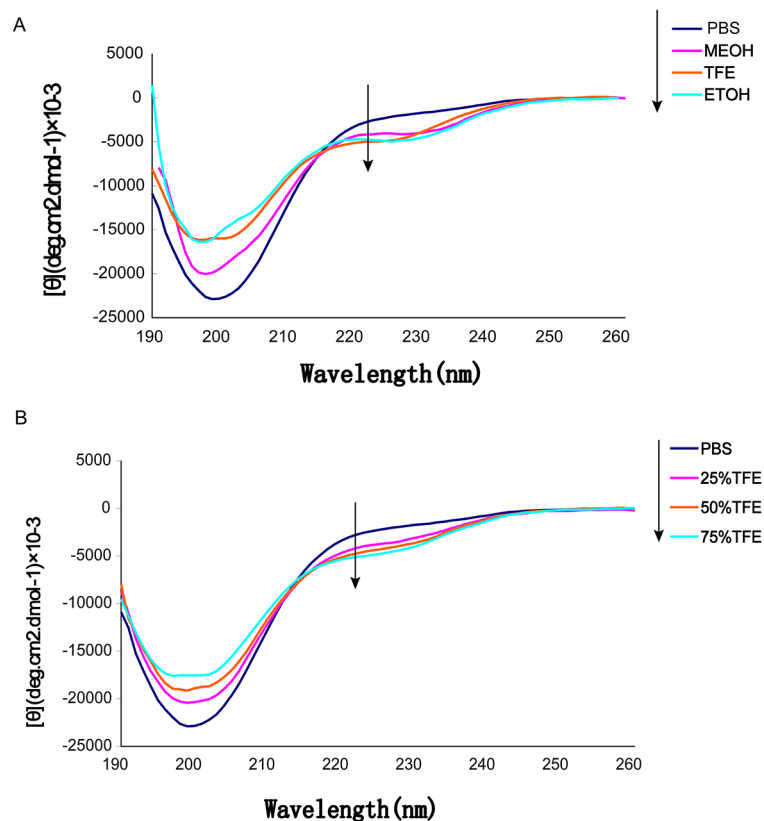 A
PBS
MEOH
TFE
ETOH
5000
0
-5000
-10000
-15000
-20000
-25000
[θ](deg.cm2.dmol-1)×10-3
190 200 210 220 230 240 250 260
Wavelength(nm)
B
PBS
25%TFE
50%TFE
75%TFE
5000
0
-5000
-10000
-15000
-20000
-25000
[θ](deg.cm2.dmol-1)×10-3
190 200 210 220 230 240 250 260
Wavelength(nm)